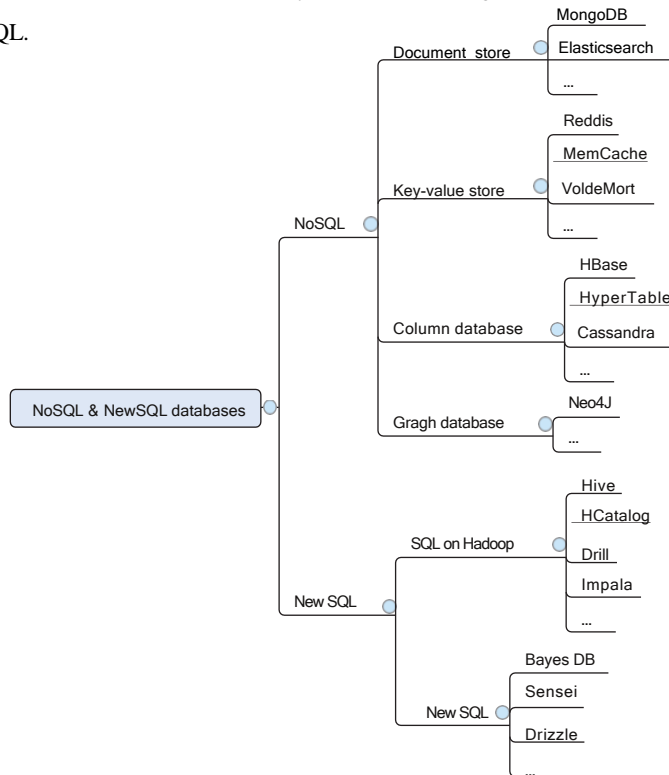 QL.
MongoDB
Document store
Elasticsearch
...
Reddis
MemCache
Key-value store
VoldeMort
...
NoSQL
HBase
HyperTable
Column database
Cassandra
...
NoSQL & NewSQL databases
Neo4J
Gragh database
...
Hive
HCatalog
SQL on Hadoop
Drill
Impala
New SQL
...
Bayes DB
Sensei
New SQL
Drizzle
...